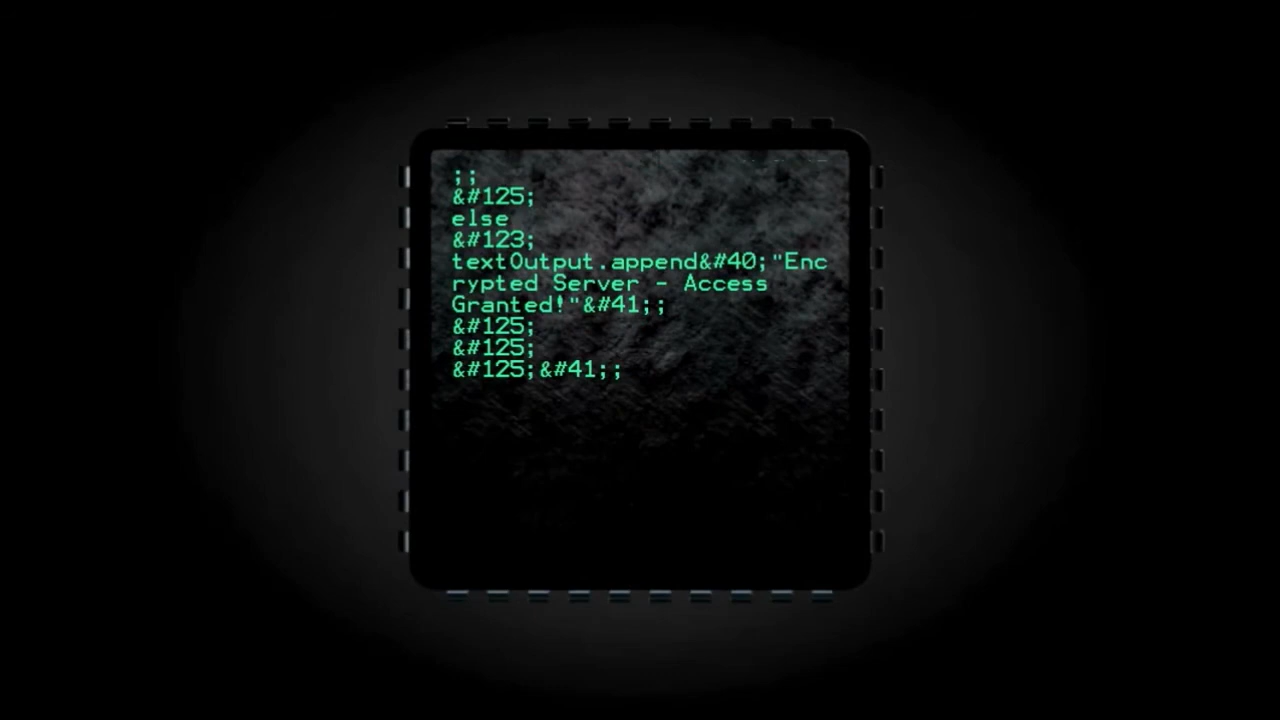 ;;
&#125;
else
&#123;
textOutput.append&#40;"Enc
rypted Server - Access
Granted!"&#41;;
&#125;
&#125;
&#125;&#41;;